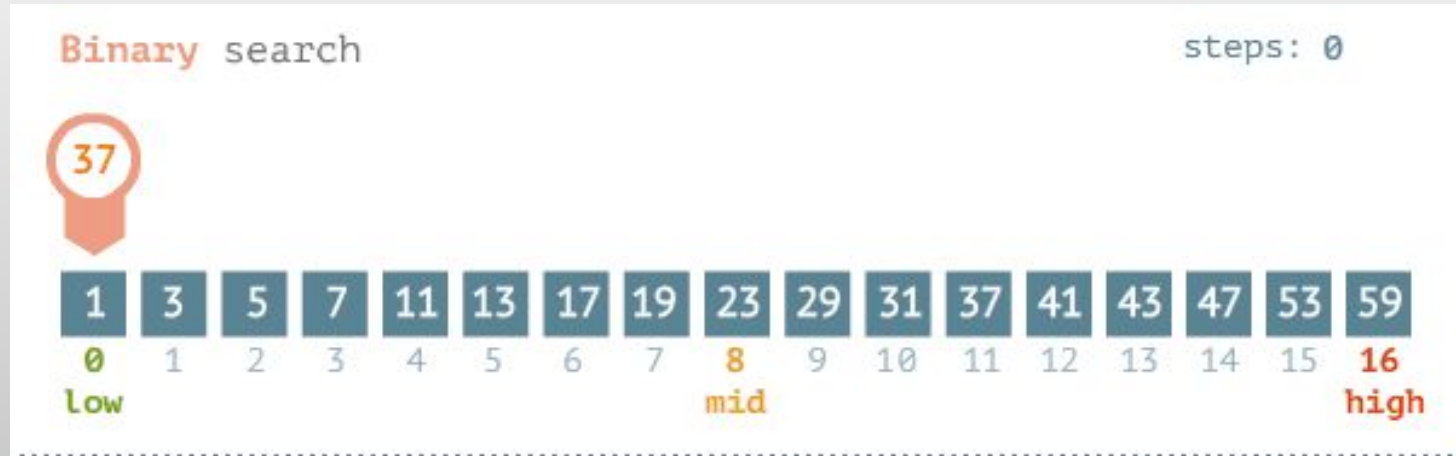 Binary search
steps: 0
37
1 3 5 7 11 13 17 19 23 29 31 37 41 43 47 53 59
0 1 2 3 4 5 6 7 8 9 10 11 12 13 14 15 16
low mid high